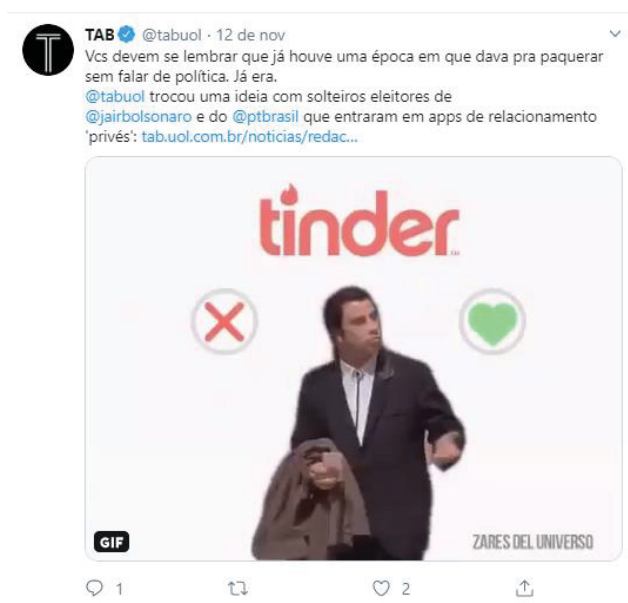 TAB @tabuol · 12 de nov
Vcs devem se lembrar que já houve uma época em que dava pra paquerar
sem falar de política. Já era.
@tabuol trocou uma ideia com solteiros eleitores de
@jairbolsonaro e do @ptbrasil que entraram em apps de relacionamento
'privés': tab.uol.com.br/noticias/redac...
tinder
GIF
ZARES DEL UNIVERSO
1
2